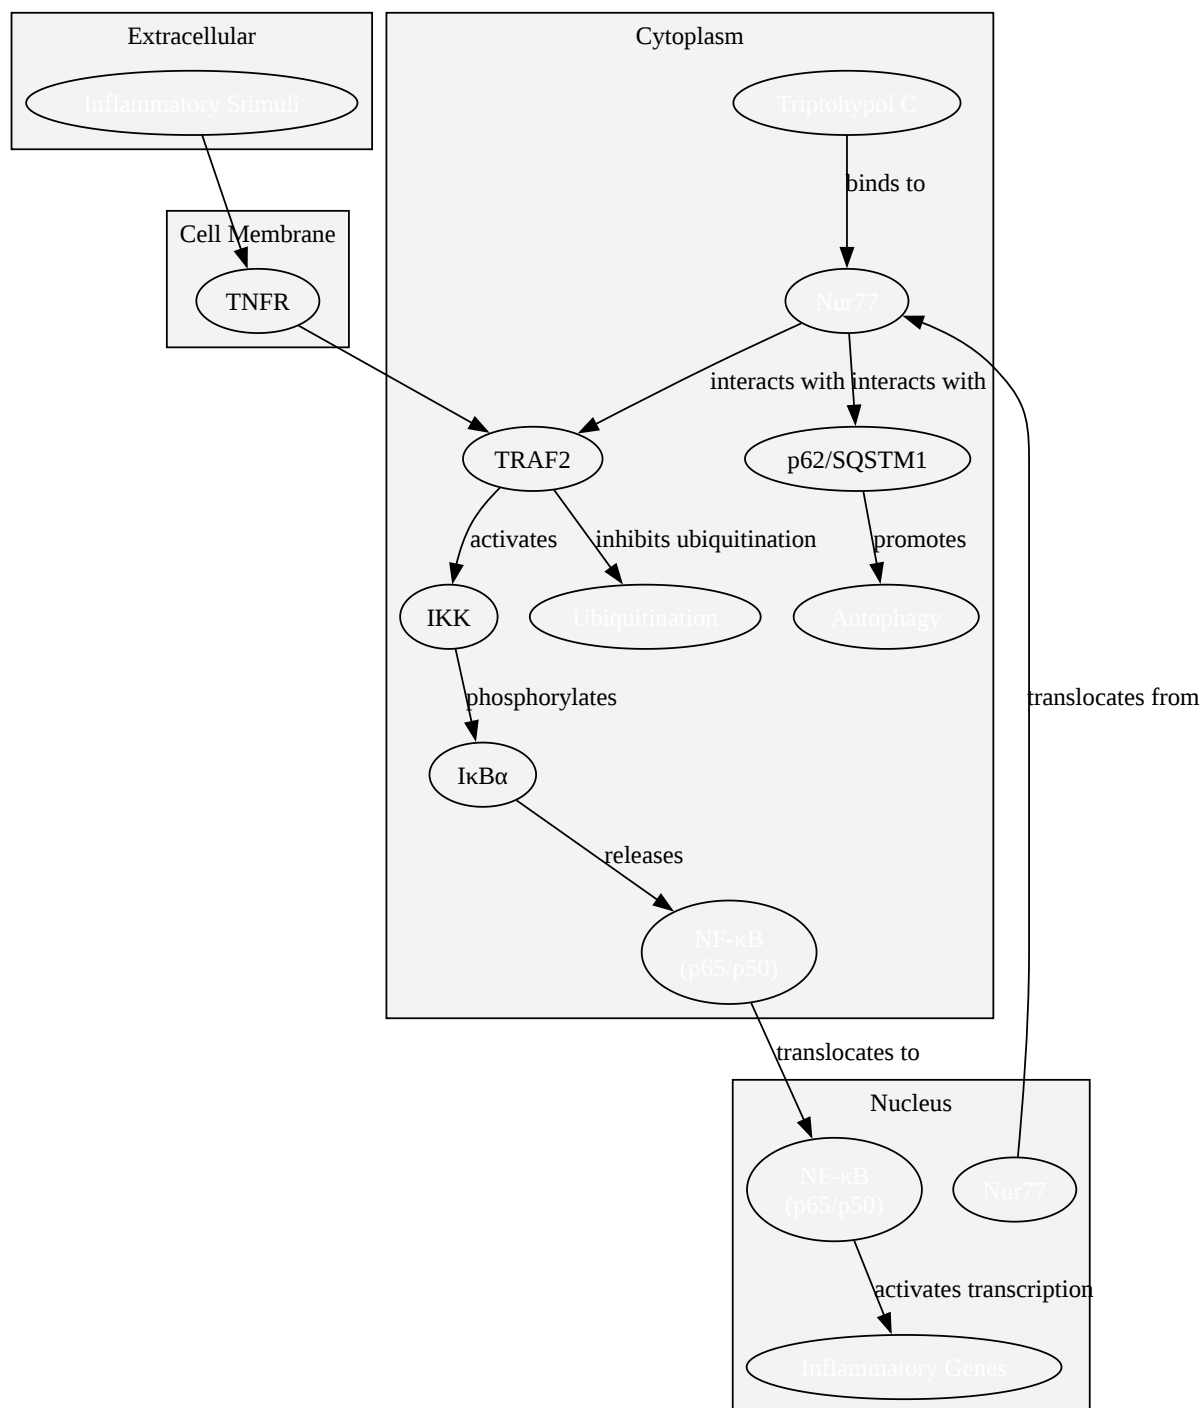 Extracellular
Cytoplasm
Inflammatory Stimuli
Triptohypol C
binds to
Cell Membrane
TNFR
Nur77
interacts with
interacts with
TRAF2
p62/SQSTM1
activates
inhibits ubiquitination
promotes
IKK
Ubiquitination
Autophagy
phosphorylates
translocates from
IκBα
releases
NF-κB
(p65/p50)
translocates to
Nucleus
NF-κB
(p65/p50)
Nur77
activates transcription
Inflammatory Genes